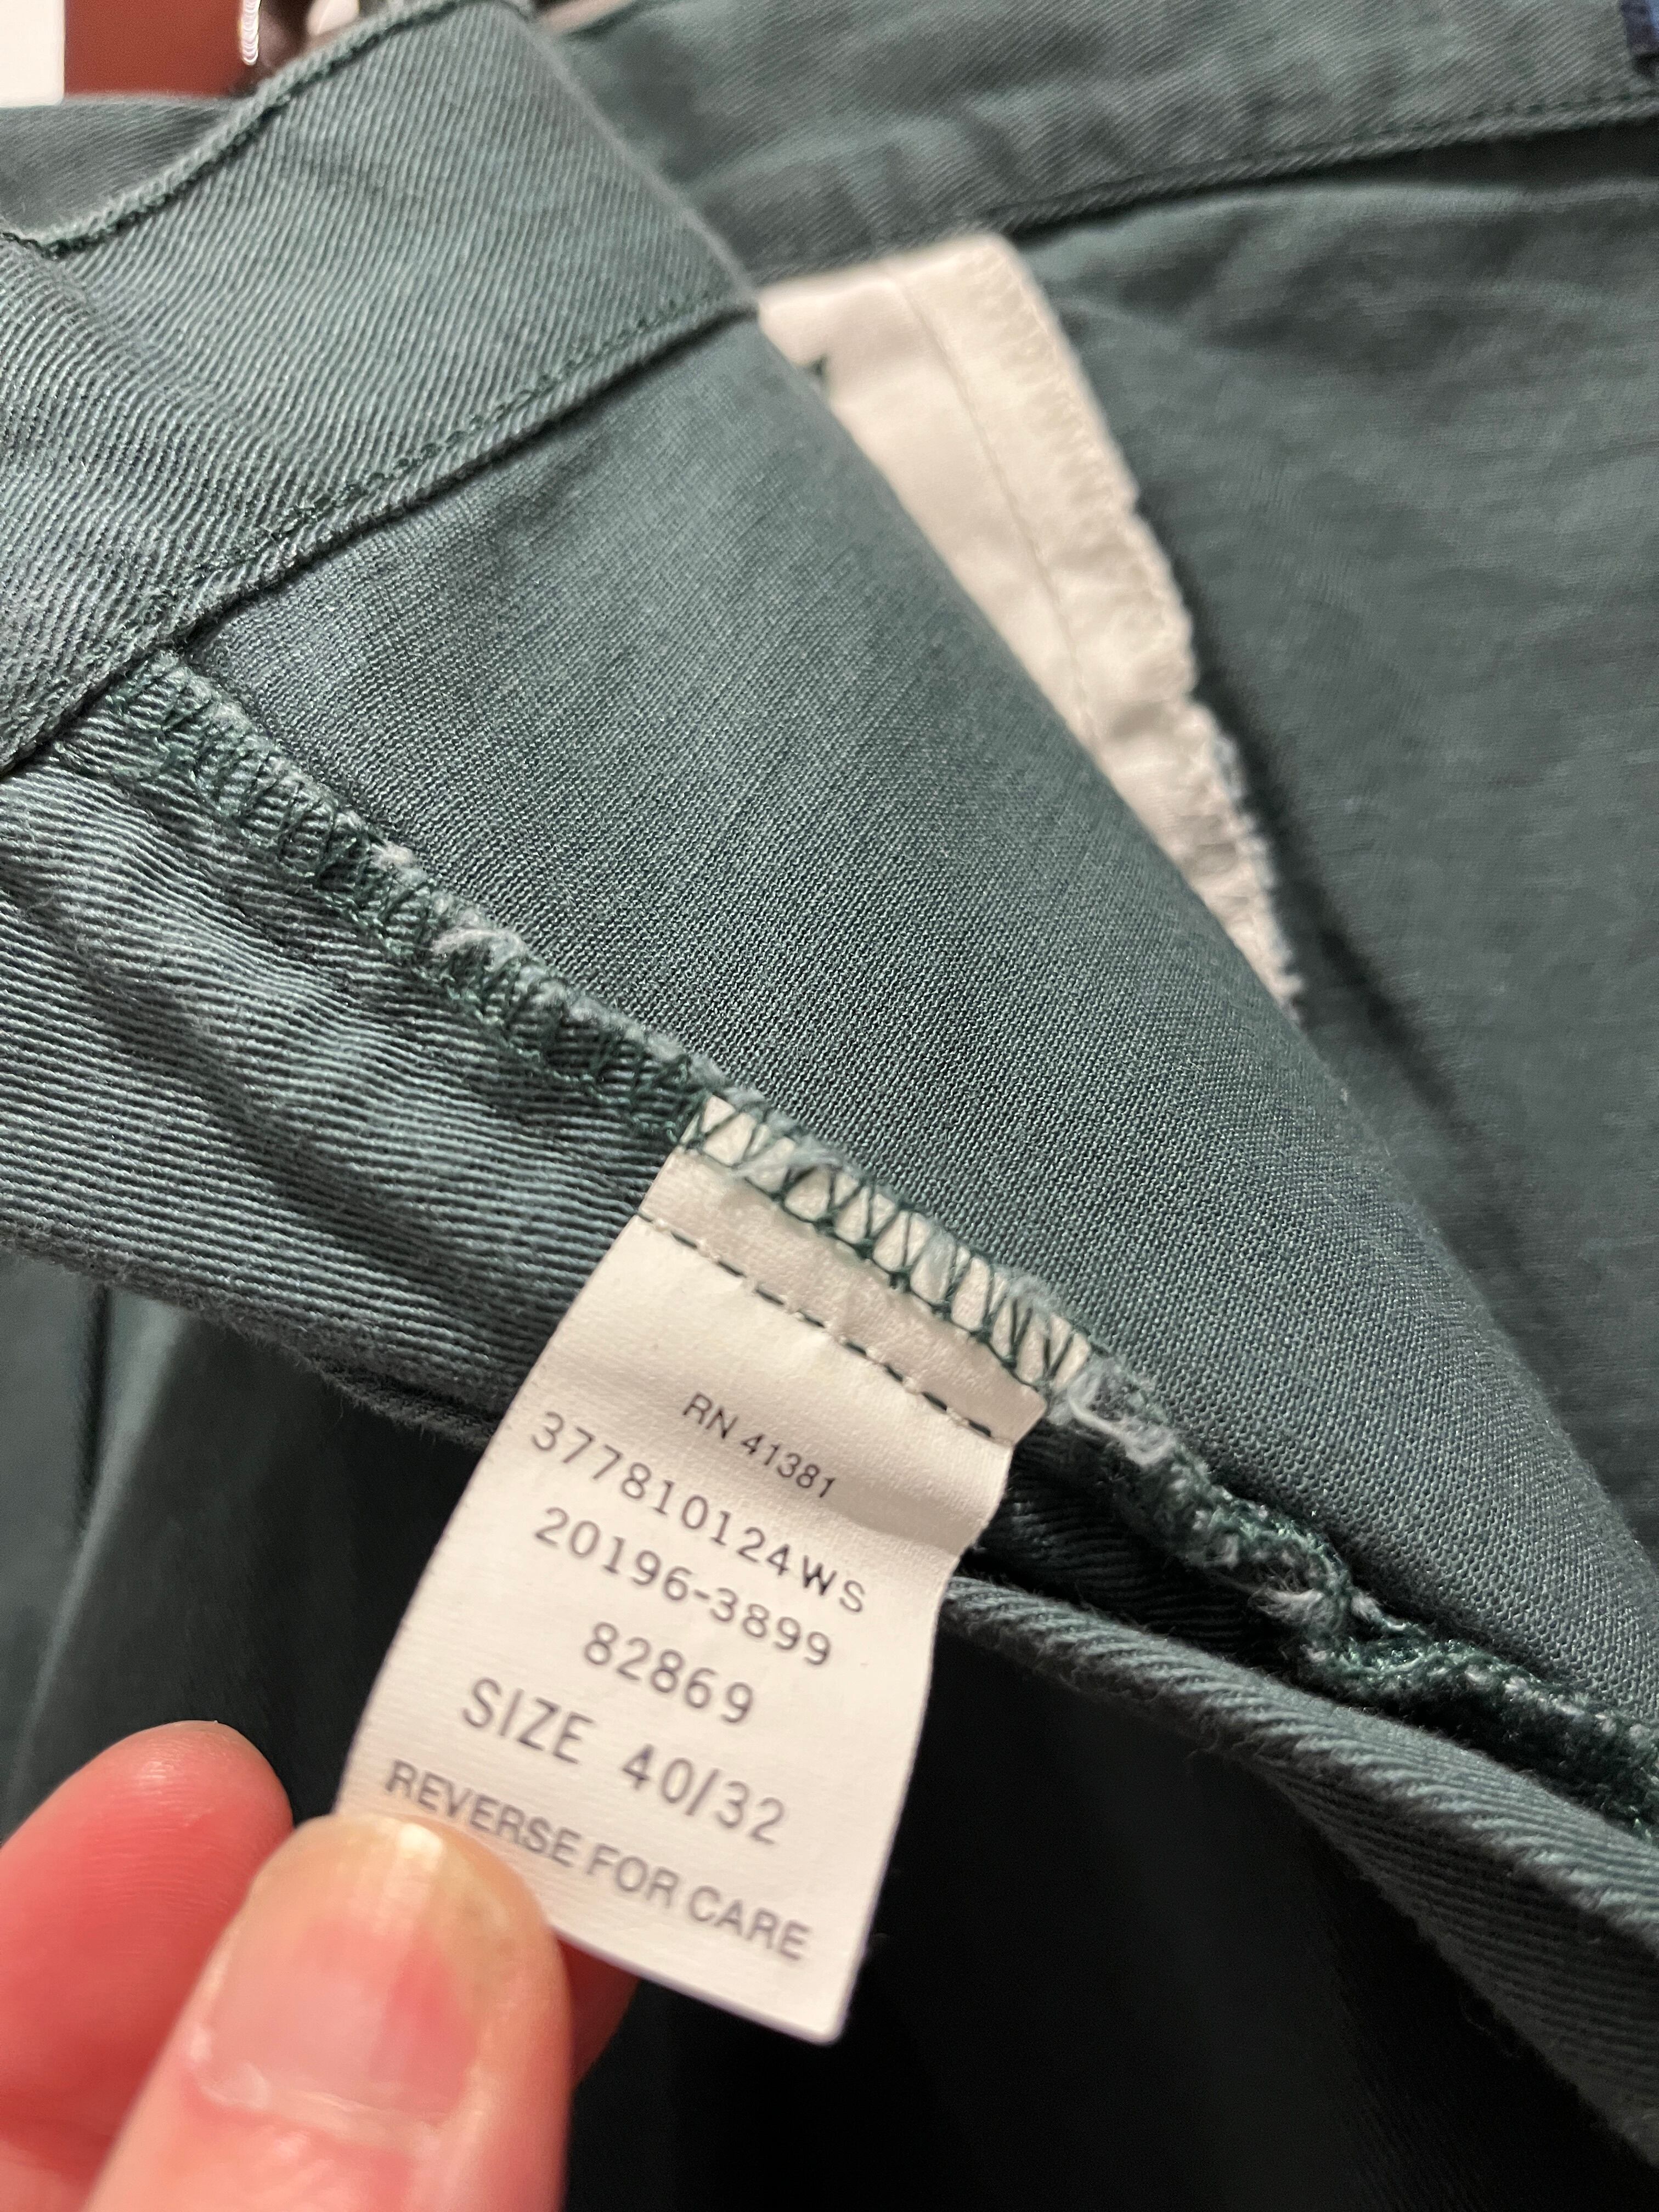 RN 41381
377810124WS
20196-3899
82869
SIZE 40/32
REVERSE FOR CARE